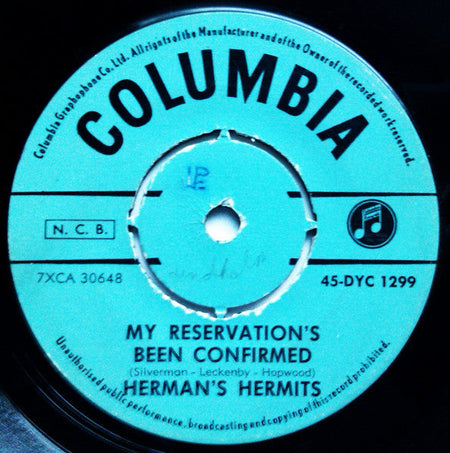 Columbia Graphophone Co. Ltd. All rights of the Manufacturer and of the Owner of the recorded work reserved.
COLUMBIA
N. C. B.
7XCA 30648
45-DYC 1299
MY RESERVATION'S
BEEN CONFIRMED
(Silverman - Leckenby - Hopwood)
HERMAN'S HERMITS
Unauthorised public performance, broadcasting and copying of this record prohibited.